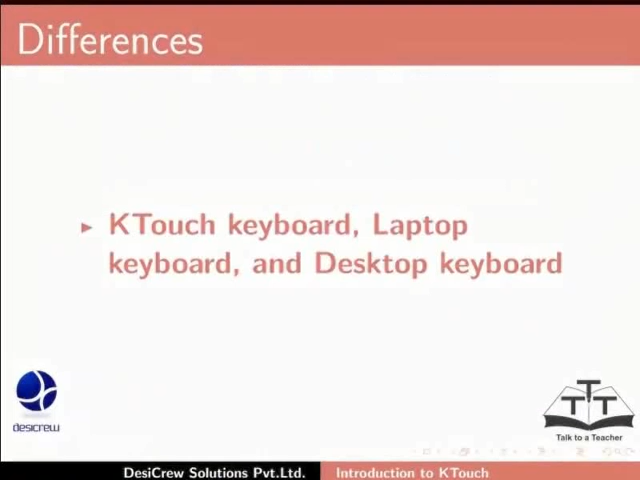 Differences
KTouch keyboard, Laptop
keyboard, and Desktop keyboard
desicrew
TTT
Talk to a Teacher
DesiCrew Solutions Pvt.Ltd.
Introduction to KTouch